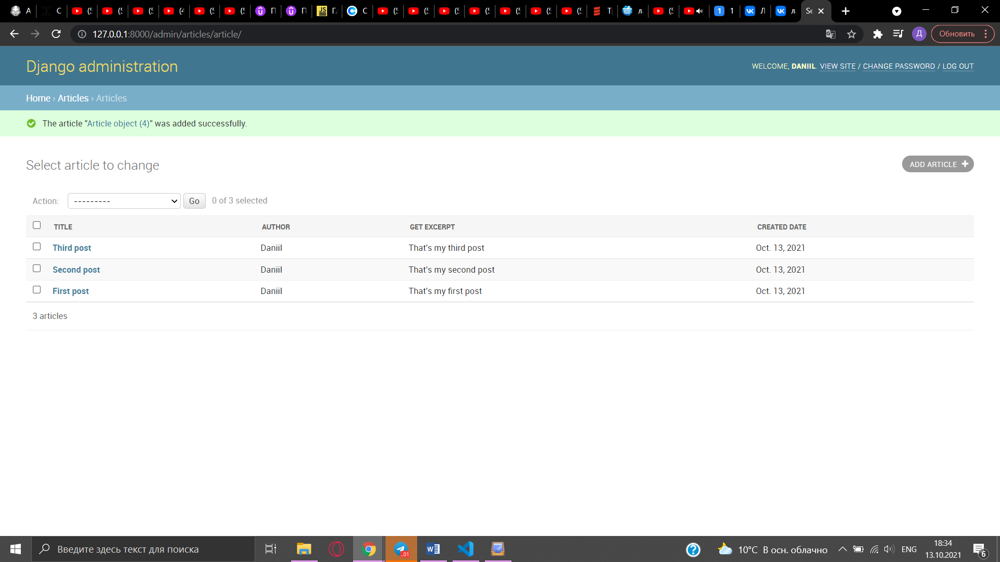 127.0.0.1:8000/admin/articles/article/
Обновить
Django administration
WELCOME, DANIIL. VIEW SITE / CHANGE PASSWORD / LOG OUT
Home › Articles › Articles
The article "Article object (4)" was added successfully.
Select article to change
ADD ARTICLE
Action: --------- Go 0 of 3 selected
TITLE AUTHOR GET EXCERPT CREATED DATE
Third post Daniil That's my third post Oct. 13, 2021
Second post Daniil That's my second post Oct. 13, 2021
First post Daniil That's my first post Oct. 13, 2021
3 articles
Введите здесь текст для поиска
10°C В осн. облачно
ENG
18:34
13.10.2021
6